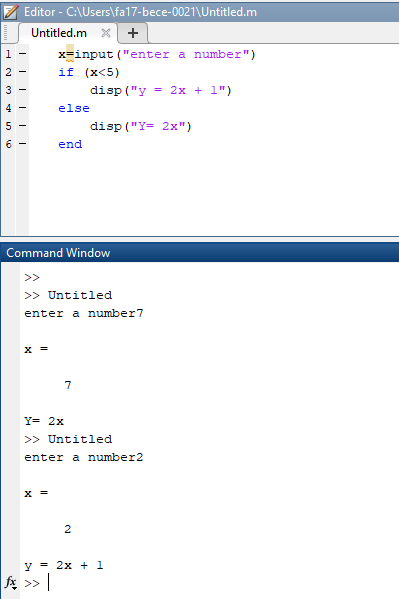 Editor - C:\Users\fa17-bece-0021\Untitled.m
Untitled.m × +
1 – x=input("enter a number")
2 – if (x<5)
3 – disp("y = 2x + 1")
4 – else
5 – disp("Y= 2x")
6 – end
Command Window
>>
>> Untitled
enter a number7
x =
7
Y= 2x
>> Untitled
enter a number2
x =
2
y = 2x + 1
fx >>